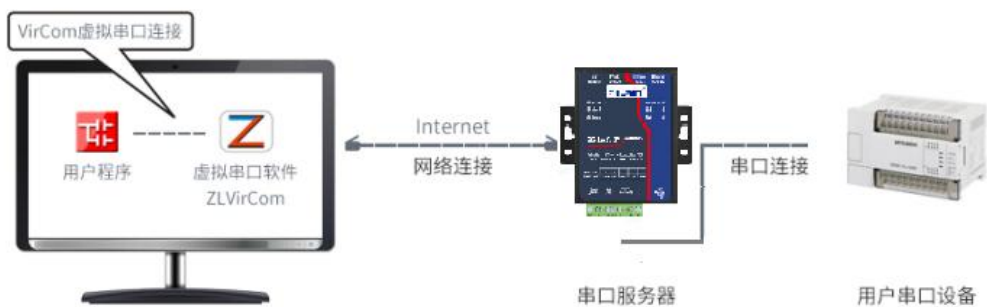 VirCom虚拟串口连接
用户程序
虚拟串口软件
ZLVirCom
Internet
网络连接
串口连接
串口服务器
用户串口设备